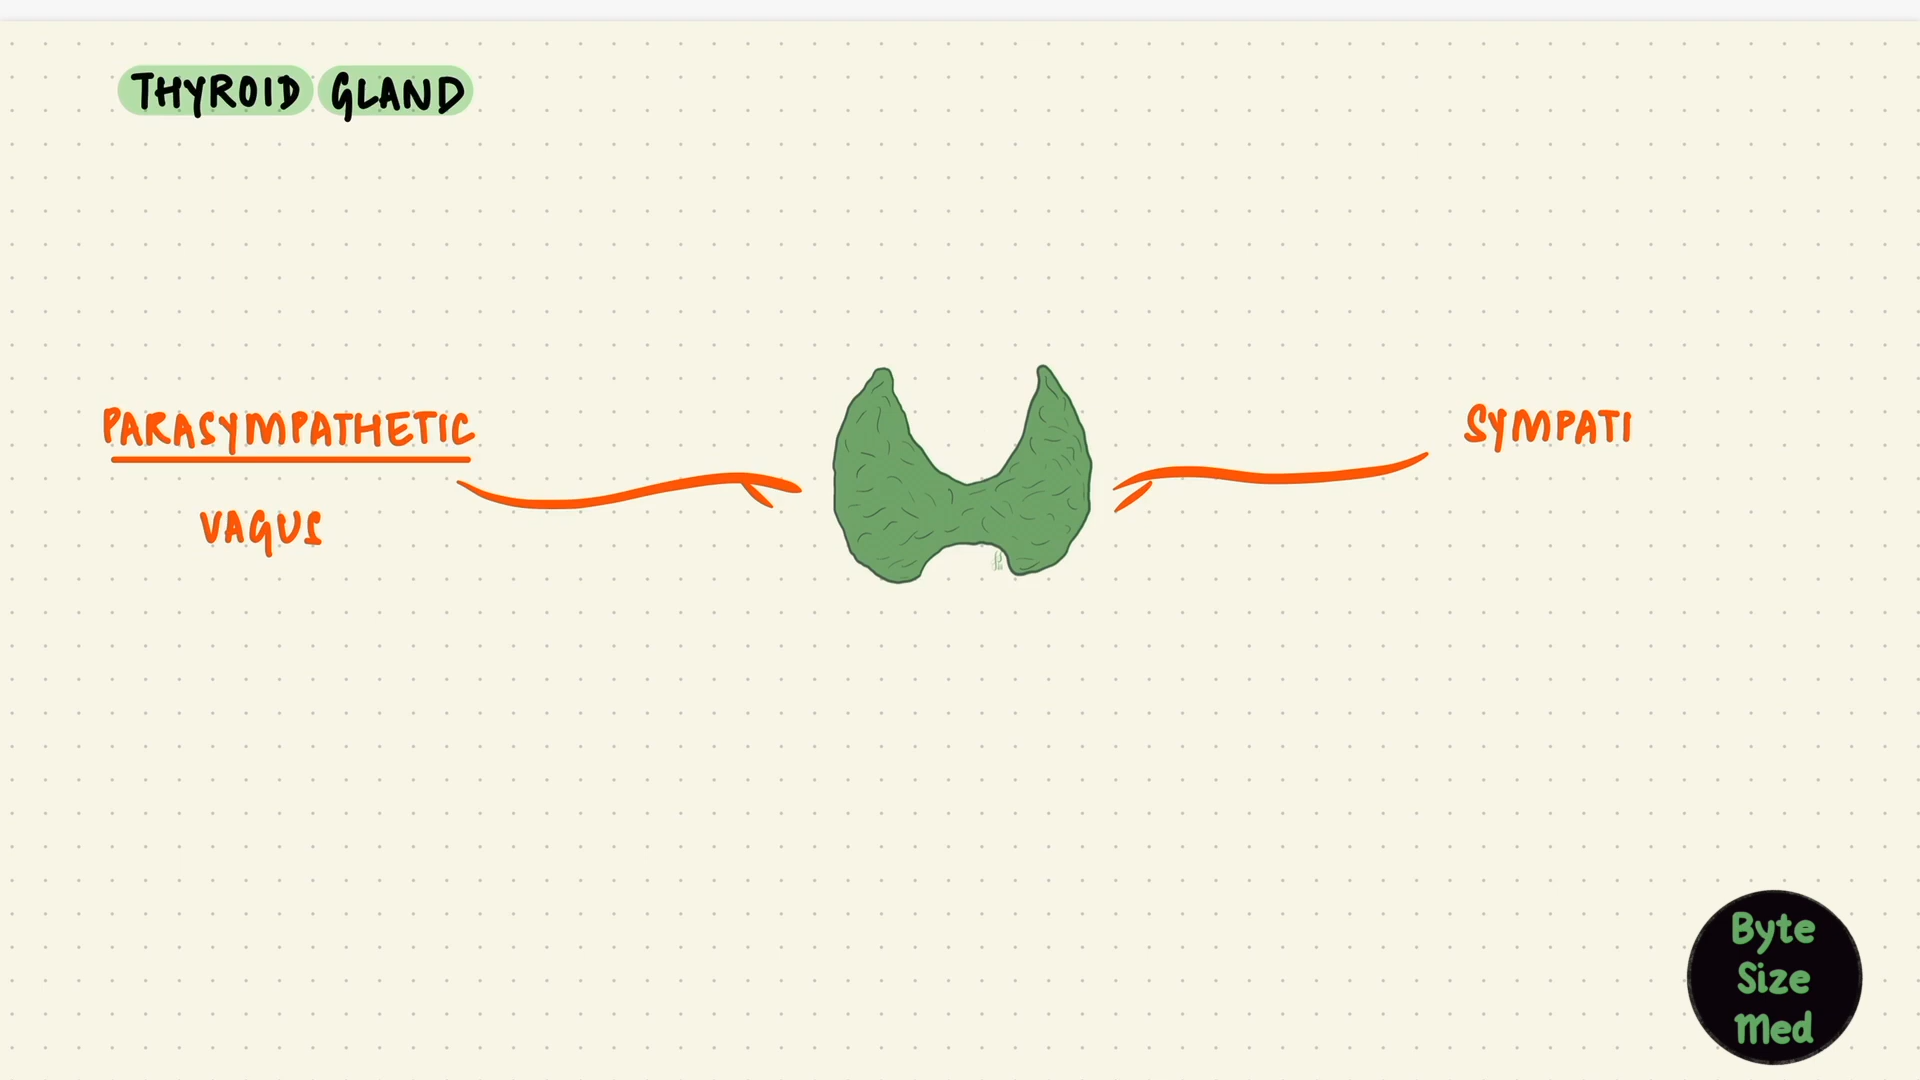 THYROID GLAND
PARASYMPATHETIC
VAGUS
SYMPATI
Byte
Size
Med